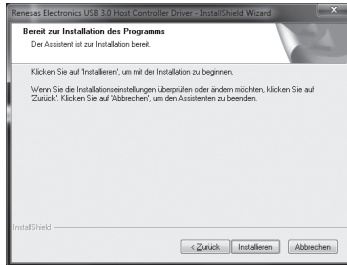 Renesas Electronics USB 3.0 Host Controller Driver - InstallShield Wizard
Bereit zur Installation des Programms
Der Assistent ist zur Installation bereit.
Klicken Sie auf 'Installieren', um mit der Installation zu beginnen.
Wenn Sie die Installationseinstellungen überprüfen oder ändern möchten, klicken Sie auf
'Zurück'. Klicken Sie auf 'Abbrechen', um den Assistenten zu beenden.
InstallShield
< Zurück Installieren Abbrechen